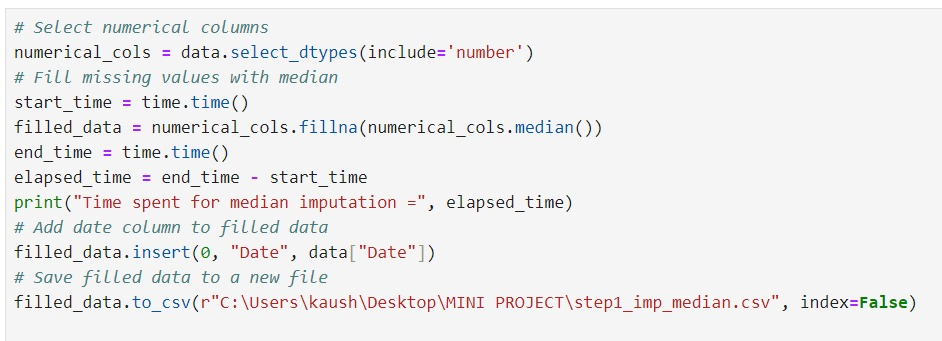 # Select numerical columns
numerical_cols = data.select_dtypes(include='number')
# Fill missing values with median
start_time = time.time()
filled_data = numerical_cols.fillna(numerical_cols.median())
end_time = time.time()
elapsed_time = end_time - start_time
print("Time spent for median imputation =", elapsed_time)
# Add date column to filled data
filled_data.insert(0, "Date", data["Date"])
# Save filled data to a new file
filled_data.to_csv(r"C:\Users\kaush\Desktop\MINI PROJECT\step1_imp_median.csv", index=False)